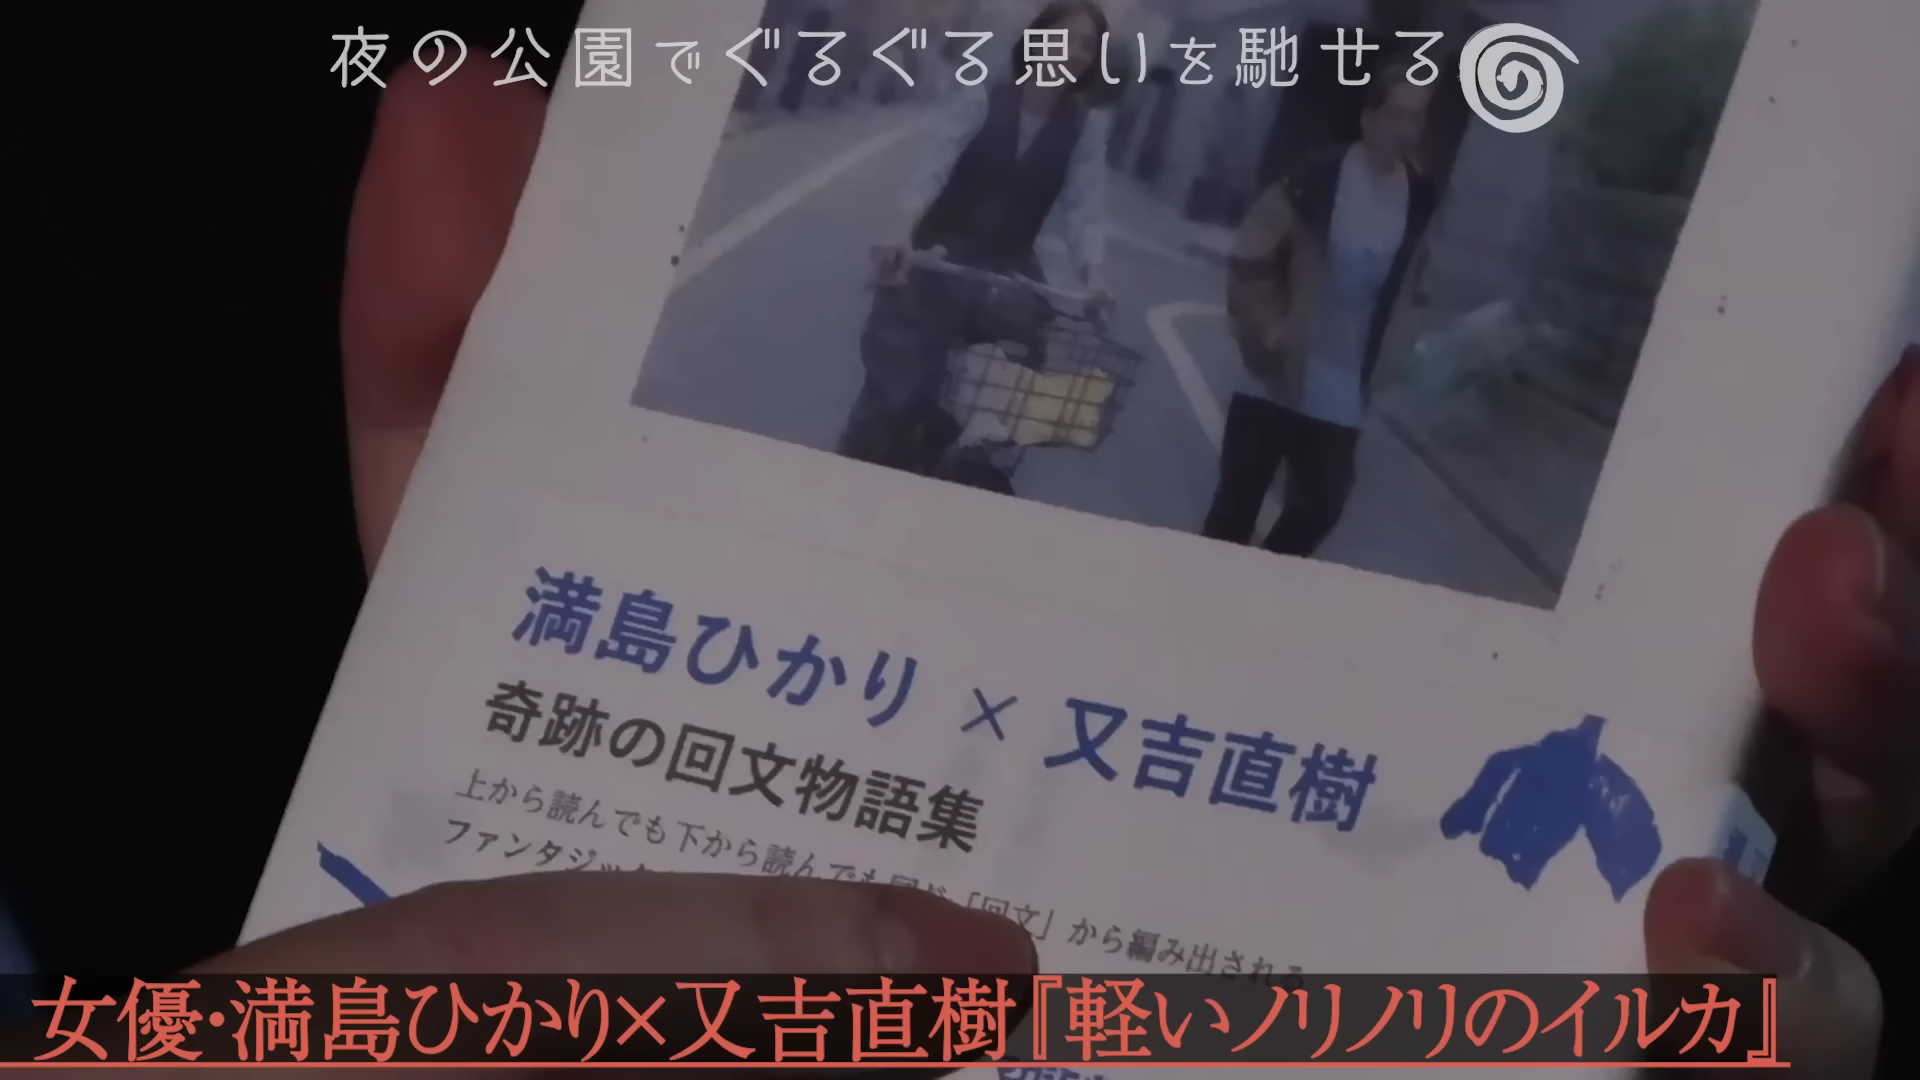 夜の公園でぐるぐる思いを馳せる
満島ひかり×又吉直樹
奇跡の回文物語集
上から読んでも下から読んでも同じ「回文」から編み出される
ファンタジック
女優・満島ひかり×又吉直樹『軽いノリノリのイルカ』